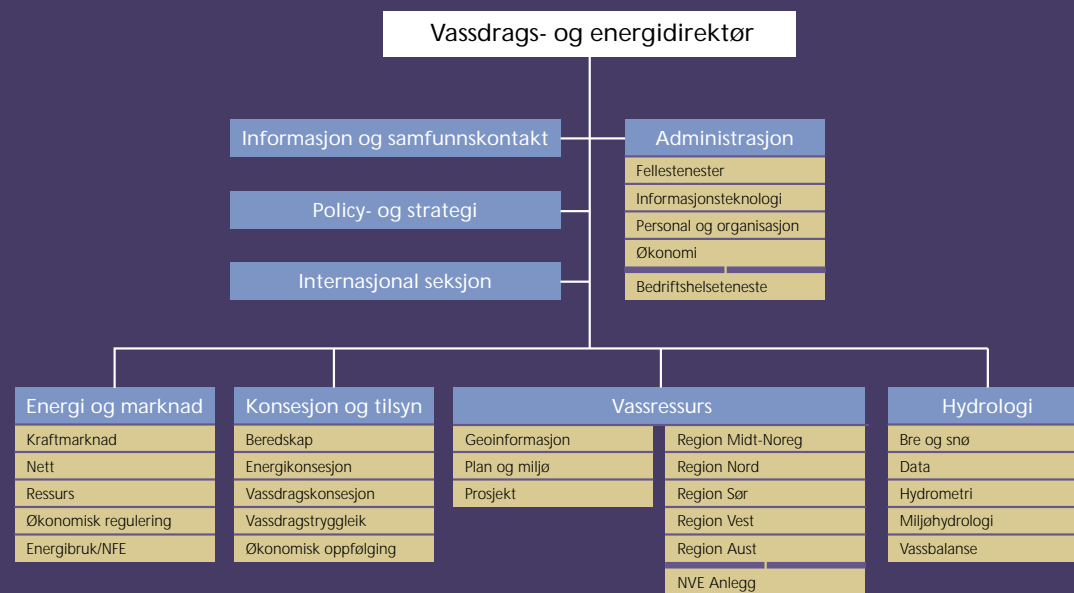 Vassdrags- og energidirektør
Informasjon og samfunnskontakt
Policy- og strategi
Internasjonal seksjon
Administrasjon
Fellestenester
Informasjonsteknologi
Personal og organisasjon
Økonomi
Bedriftshelseteneste
Energi og marknad
Kraftmarknad
Nett
Ressurs
Økonomisk regulering
Energibruk/NFE
Konsesjon og tilsyn
Beredskap
Energikonsesjon
Vassdragskonsesjon
Vassdragstryggleik
Økonomisk oppfølging
Vassressurs
Geoinformasjon
Plan og miljø
Prosjekt
Region Midt-Noreg
Region Nord
Region Sør
Region Vest
Region Aust
NVE Anlegg
Hydrologi
Bre og snø
Data
Hydrometri
Miljøhydrologi
Vassbalanse